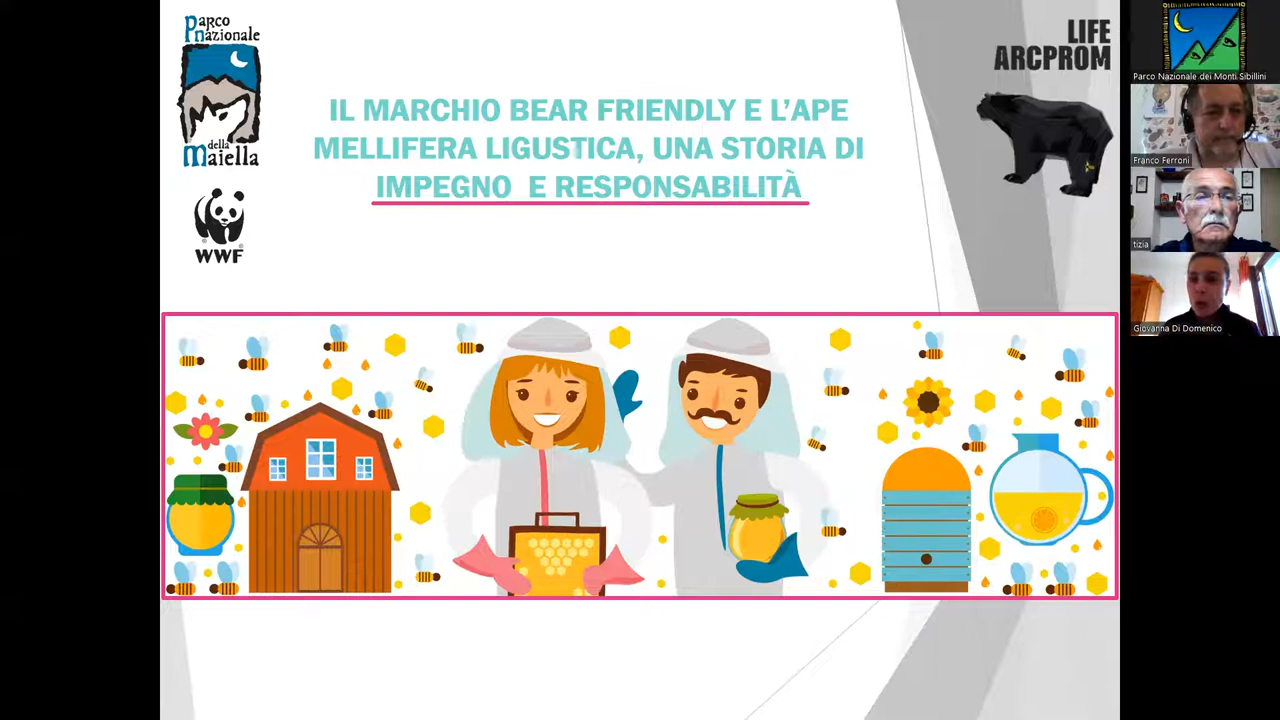 Parco
Nazionale
della
Maiella
WWF
IL MARCHIO BEAR FRIENDLY E L'APE
MELLIFERA LIGUSTICA, UNA STORIA DI
IMPEGNO E RESPONSABILITÀ
LIFE
ARCPROM
Parco Nazionale dei Monti Sibillini
Franco Ferroni
tizia
Giovanna Di Domenico